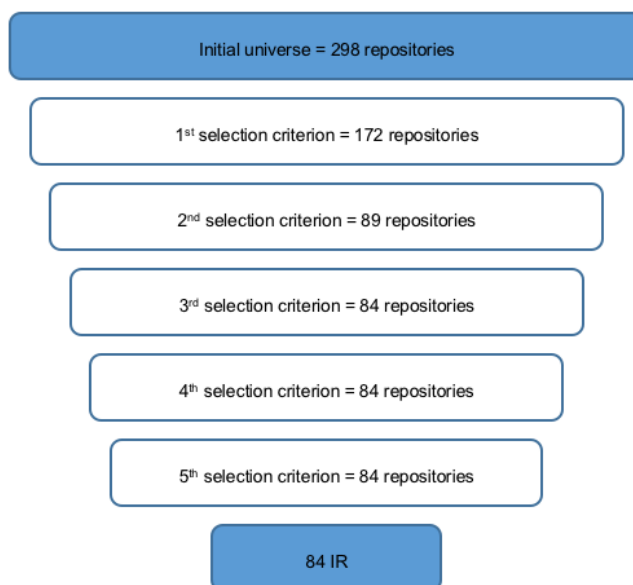 Initial universe = 298 repositories
1st selection criterion = 172 repositories
2nd selection criterion = 89 repositories
3rd selection criterion = 84 repositories
4th selection criterion = 84 repositories
5th selection criterion = 84 repositories
84 IR